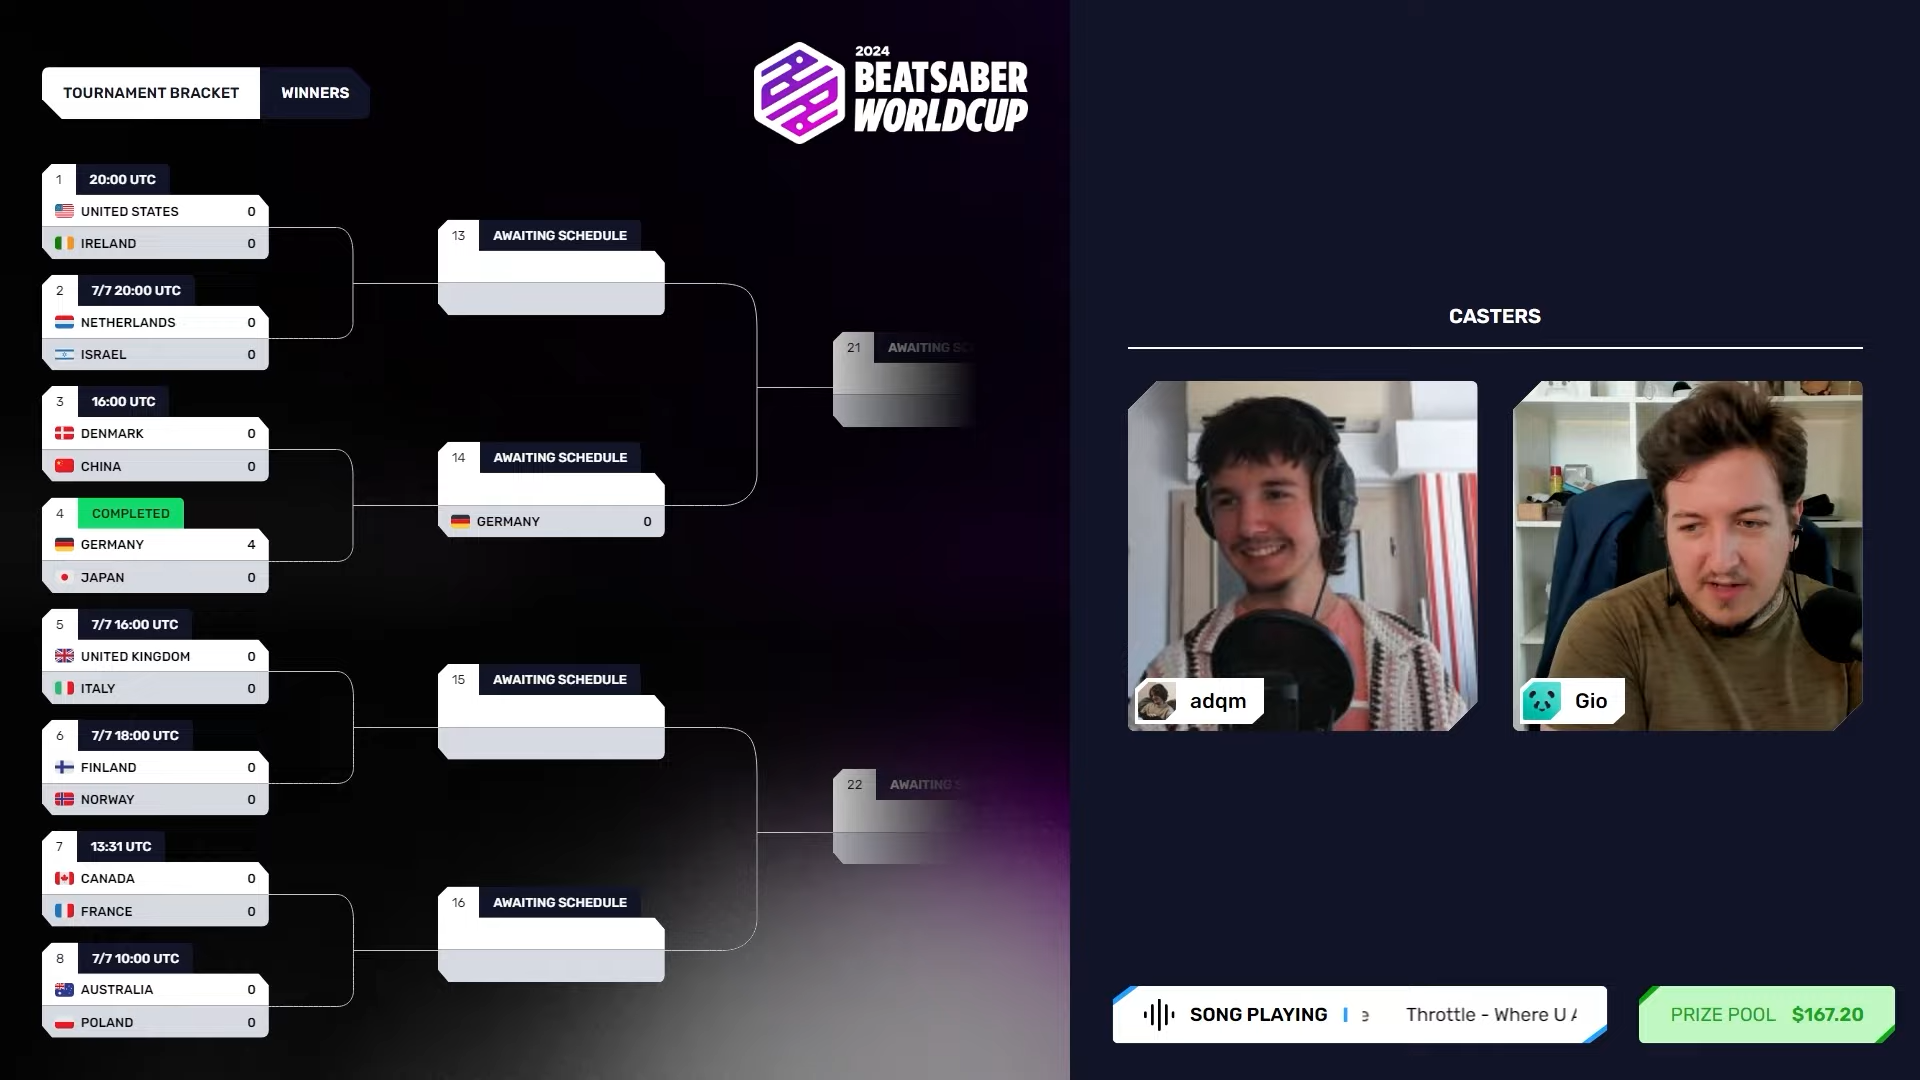 TOURNAMENT BRACKET WINNERS
2024
BEATSABER
WORLDCUP
1 20:00 UTC
UNITED STATES 0
IRELAND 0
2 7/7 20:00 UTC
NETHERLANDS 0
ISRAEL 0
3 16:00 UTC
DENMARK 0
CHINA 0
4 COMPLETED
GERMANY 4
JAPAN 0
5 7/7 16:00 UTC
UNITED KINGDOM 0
ITALY 0
6 7/7 18:00 UTC
FINLAND 0
NORWAY 0
7 13:31 UTC
CANADA 0
FRANCE 0
8 7/7 10:00 UTC
AUSTRALIA 0
POLAND 0
13 AWAITING SCHEDULE
14 AWAITING SCHEDULE
GERMANY 0
15 AWAITING SCHEDULE
16 AWAITING SCHEDULE
21 AWAITING
22 AWAITING
CASTERS
adqm
Gio
SONG PLAYING e Throttle - Where U
PRIZE POOL $167.20